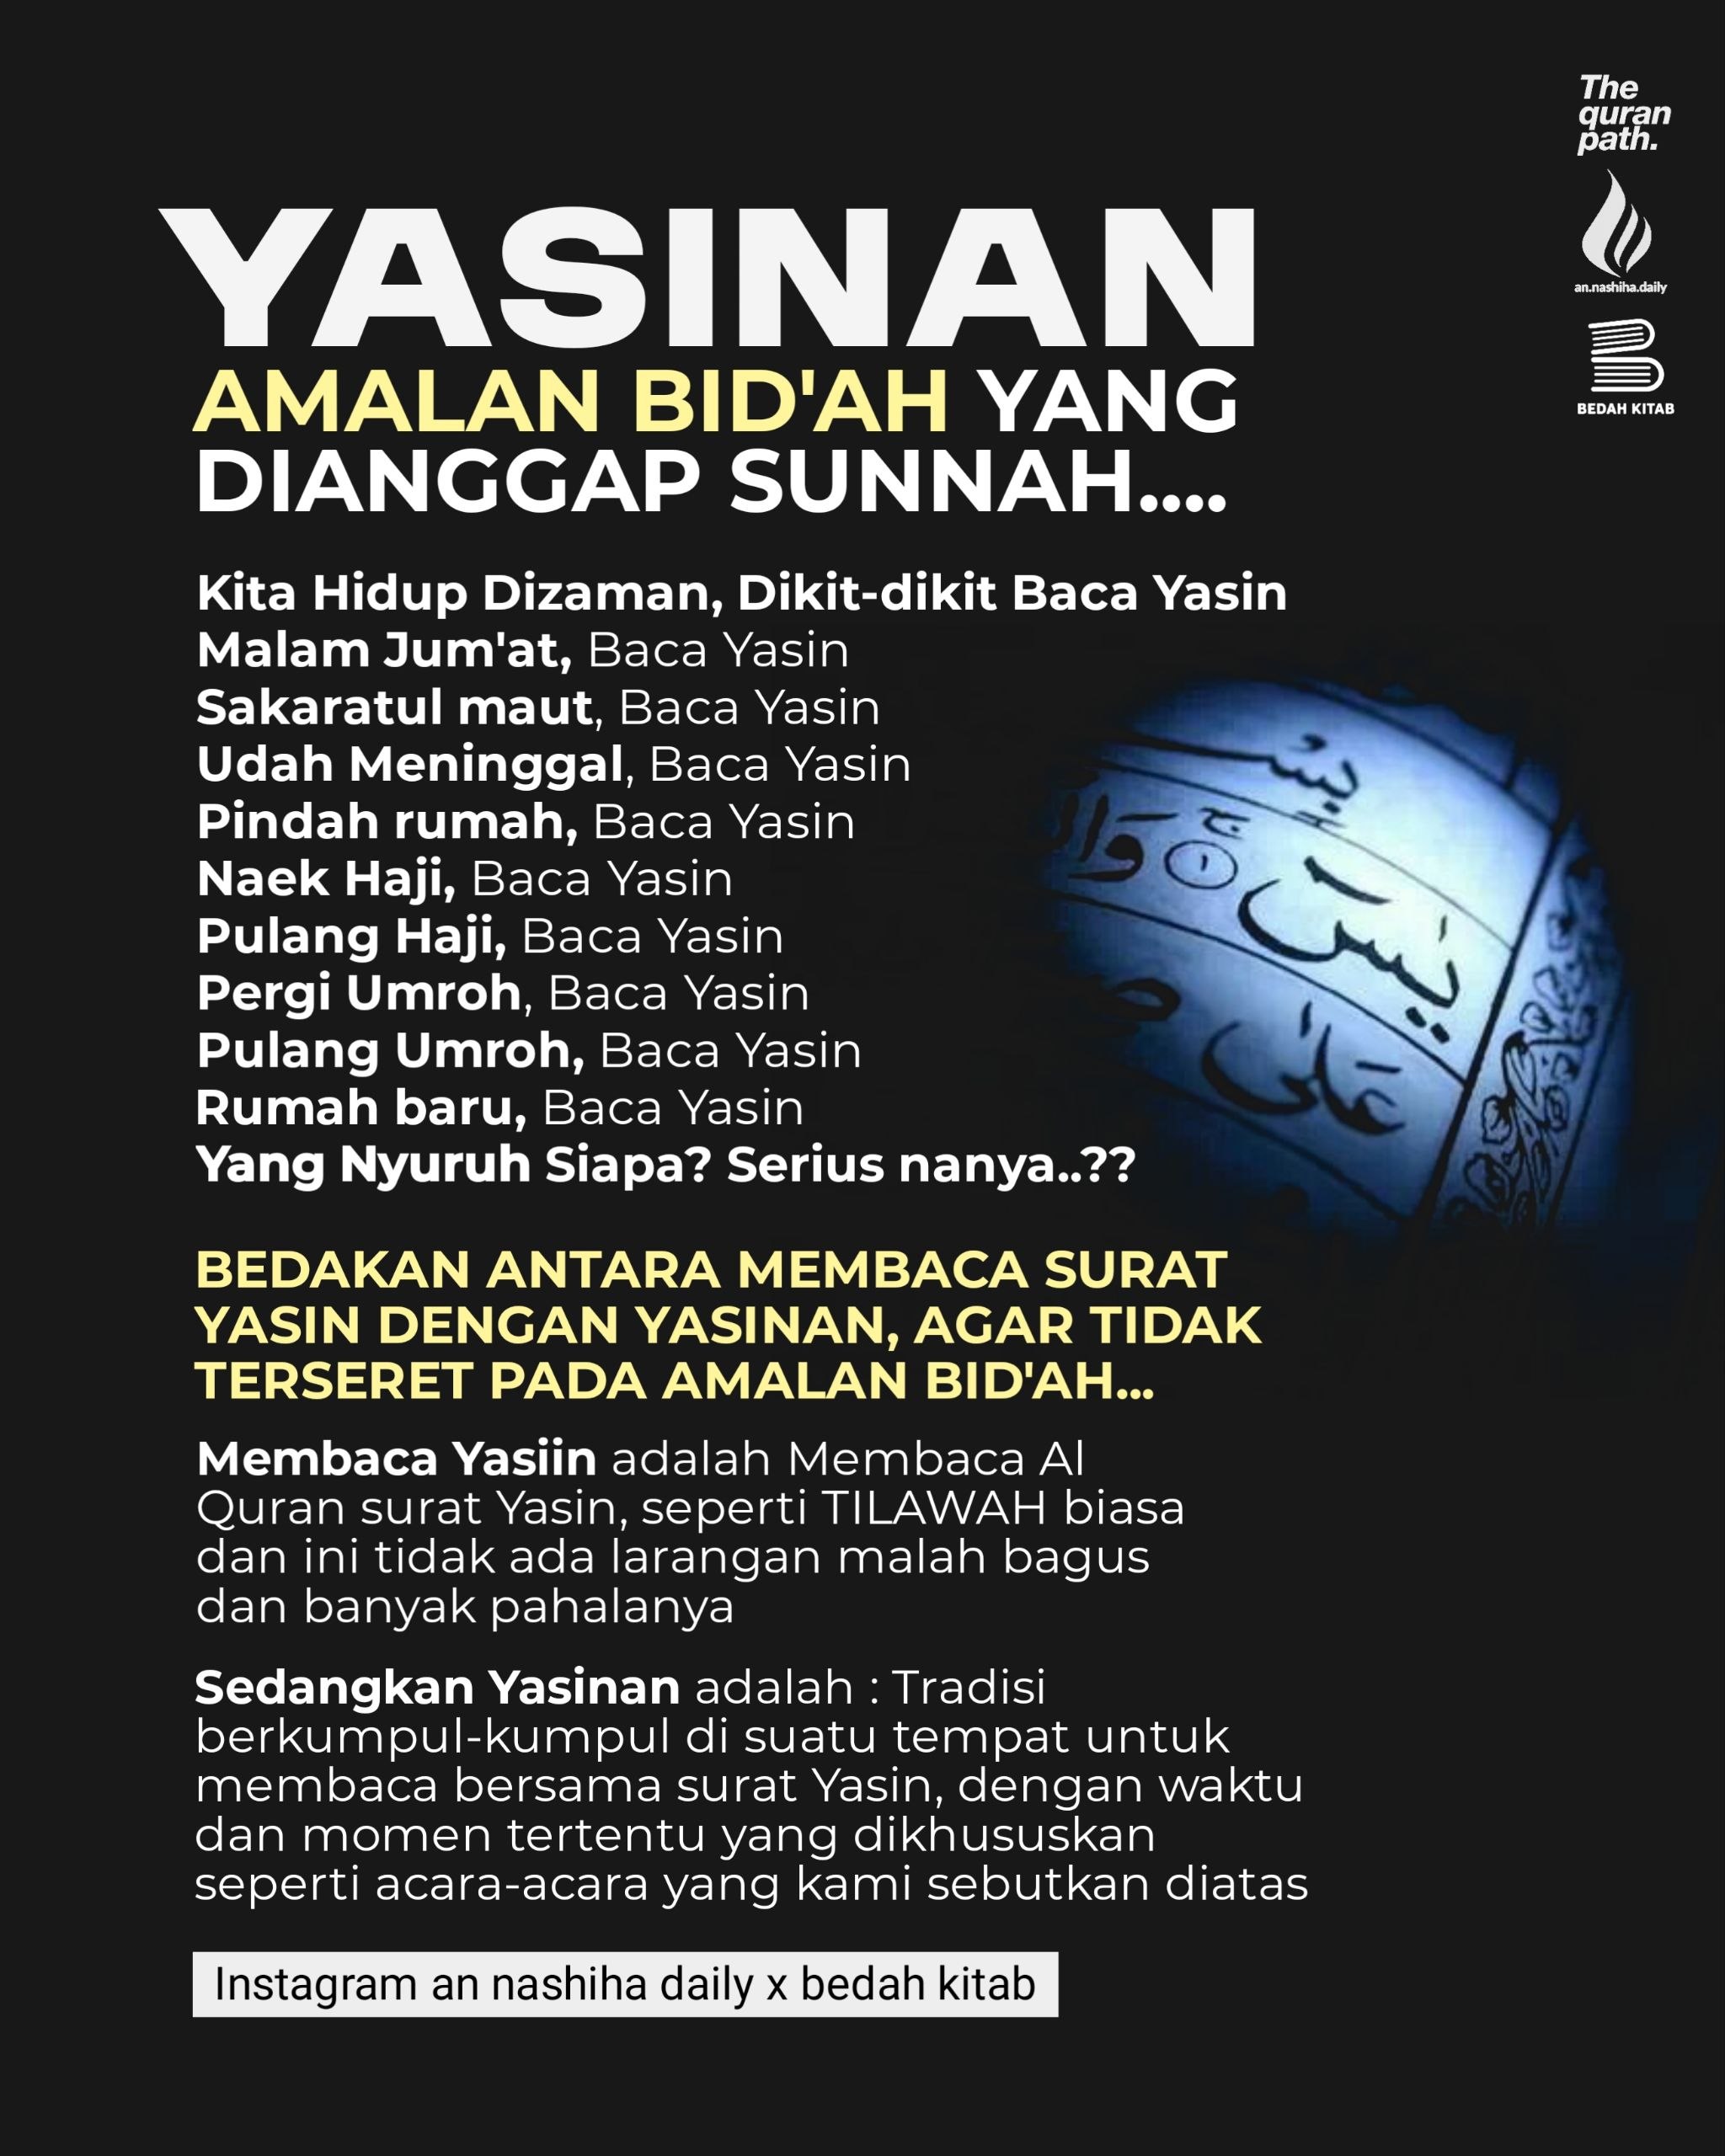 The
quran
path.
an.nashiha.daily
BEDAH KITAB
YASINAN
AMALAN BID'AH YANG
DIANGGAP SUNNAH....
Kita Hidup Dizaman, Dikit-dikit Baca Yasin
Malam Jum'at, Baca Yasin
Sakaratul maut, Baca Yasin
Udah Meninggal, Baca Yasin
Pindah rumah, Baca Yasin
Naek Haji, Baca Yasin
Pulang Haji, Baca Yasin
Pergi Umroh, Baca Yasin
Pulang Umroh, Baca Yasin
Rumah baru, Baca Yasin
Yang Nyuruh Siapa? Serius nanya..??
يٰسٓ ۚ ١
عَلٰى
BEDAKAN ANTARA MEMBACA SURAT
YASIN DENGAN YASINAN, AGAR TIDAK
TERSERET PADA AMALAN BID'AH...
Membaca Yasiin adalah Membaca Al
Quran surat Yasin, seperti TILAWAH biasa
dan ini tidak ada larangan malah bagus
dan banyak pahalanya
Sedangkan Yasinan adalah : Tradisi
berkumpul-kumpul di suatu tempat untuk
membaca bersama surat Yasin, dengan waktu
dan momen tertentu yang dikhususkan
seperti acara-acara yang kami sebutkan diatas
Instagram an nashiha daily x bedah kitab